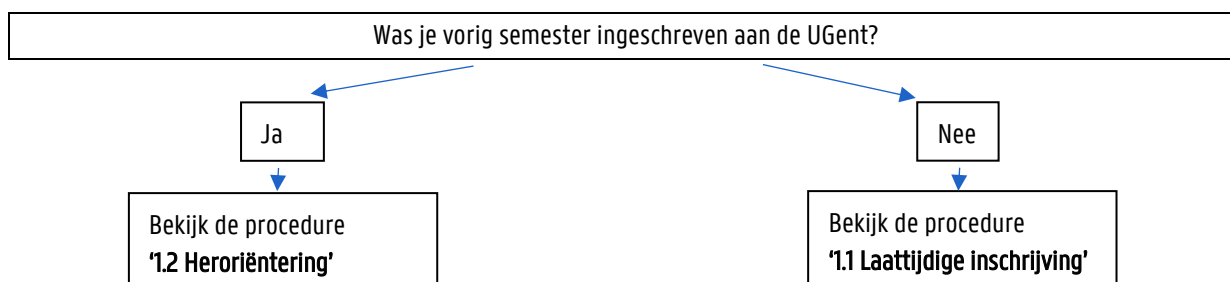 Was je vorig semester ingeschreven aan de UGent?
Ja
Nee
Bekijk de procedure
‘1.2 Heroriëntering’
Bekijk de procedure
‘1.1 Laattijdige inschrijving’